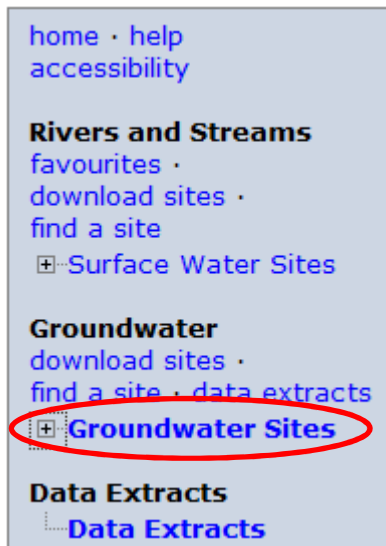 home · help
accessibility
Rivers and Streams
favourites ·
download sites ·
find a site
Surface Water Sites
Groundwater
download sites ·
find a site · data extracts
Groundwater Sites
Data Extracts
Data Extracts